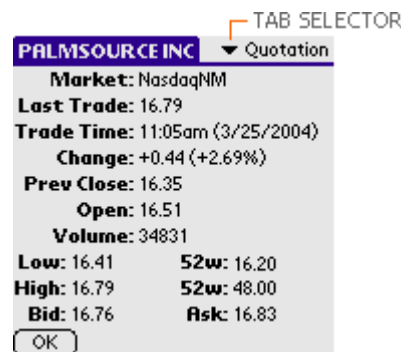 TAB SELECTOR
PALMSOURCE INC Quotation
Market: NasdaqNM
Last Trade: 16.79
Trade Time: 11:05am (3/25/2004)
Change: +0.44 (+2.69%)
Prev Close: 16.35
Open: 16.51
Volume: 34831
Low: 16.41 52w: 16.20
High: 16.79 52w: 48.00
Bid: 16.76 Ask: 16.83
OK